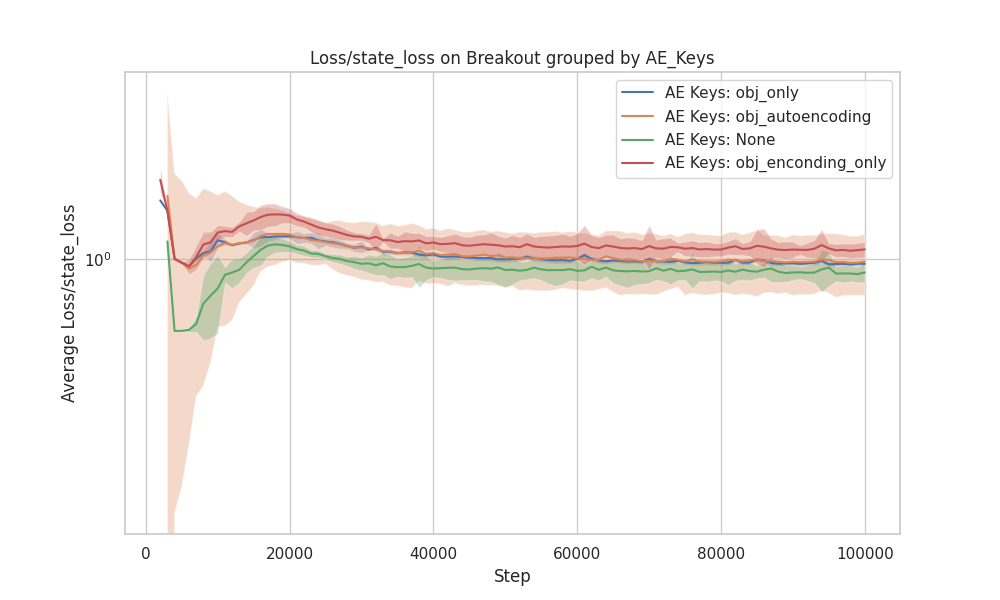 Loss/state_loss on Breakout grouped by AE_Keys
AE Keys: obj_only
AE Keys: obj_autoencoding
AE Keys: None
AE Keys: obj_enconding_only
Average Loss/state_loss
10⁰
0
20000
40000
60000
80000
100000
Step